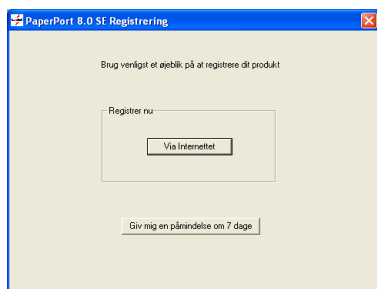 PaperPort 8.0 SE Registrering
Brug venligst et øjeblik på at registrere dit produkt
Registrer nu
Via Internettet
Giv mig en påmindelse om 7 dage